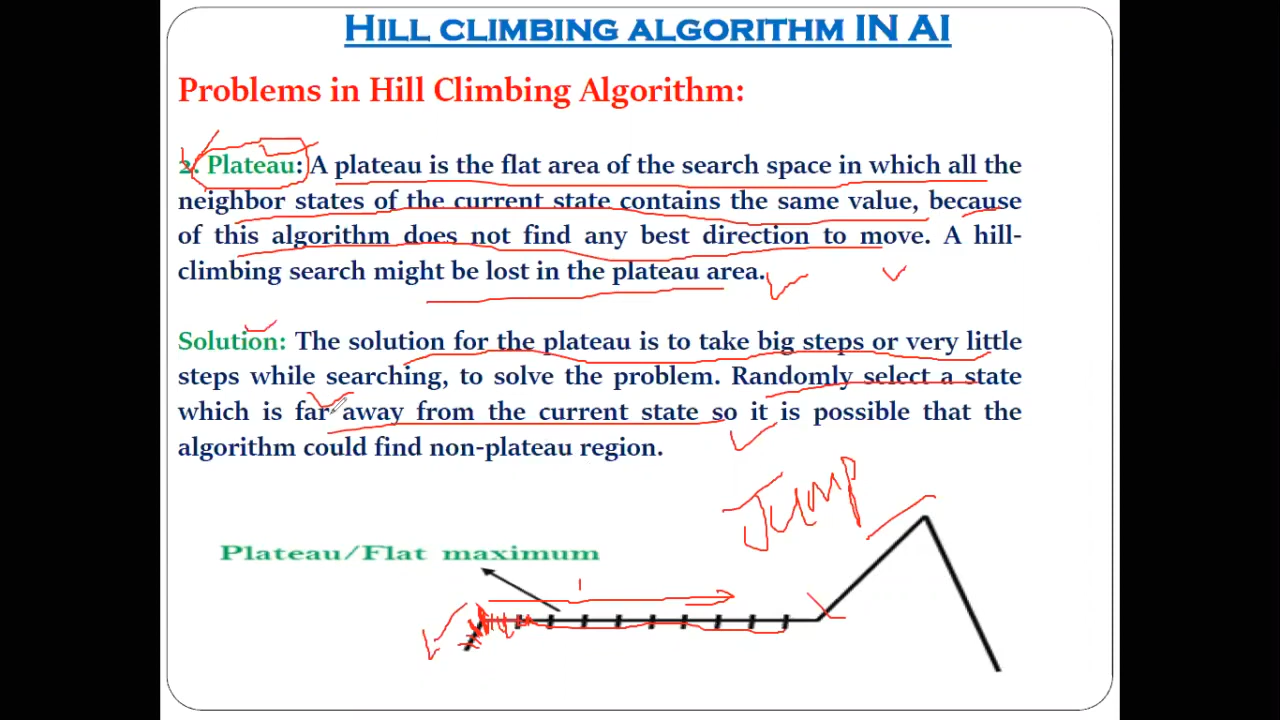 HILL CLIMBING ALGORITHM IN AI
Problems in Hill Climbing Algorithm:
2. Plateau: A plateau is the flat area of the search space in which all the
neighbor states of the current state contains the same value, because
of this algorithm does not find any best direction to move. A hill-
climbing search might be lost in the plateau area.
Solution: The solution for the plateau is to take big steps or very little
steps while searching, to solve the problem. Randomly select a state
which is far away from the current state so it is possible that the
algorithm could find non-plateau region.
Jump
Plateau/Flat maximum